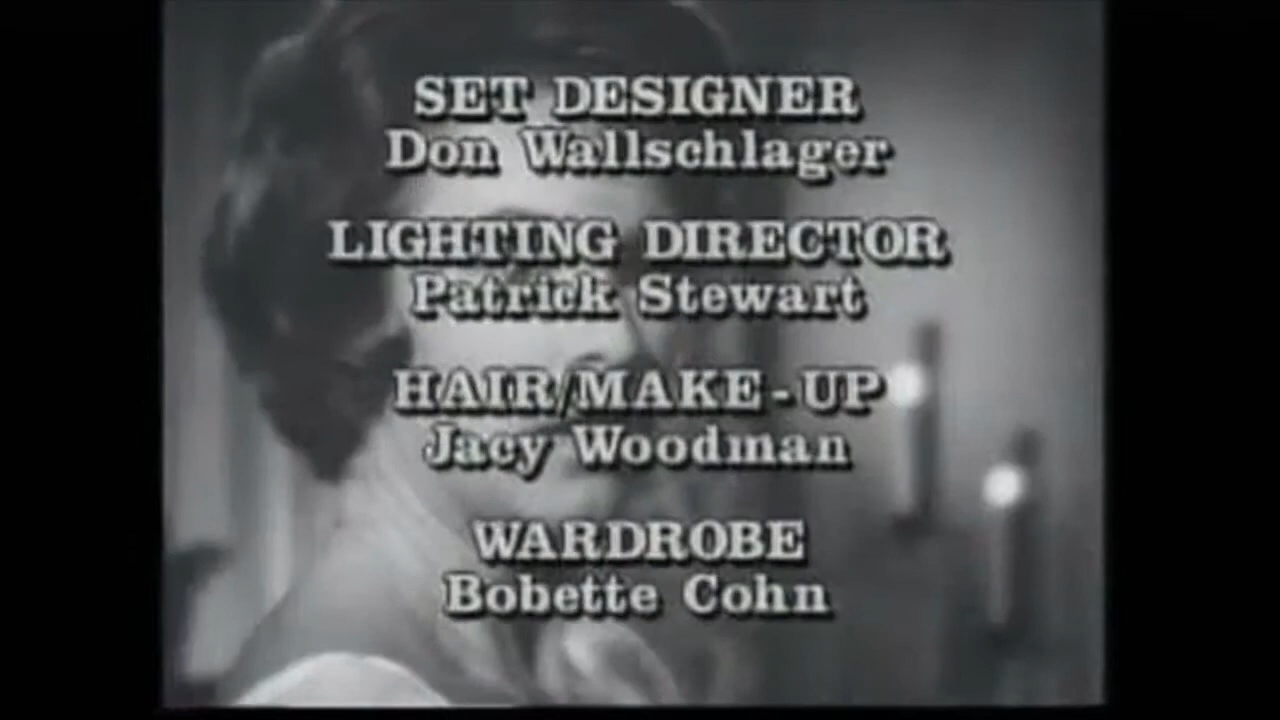 SET DESIGNER
Don Wallschlager
LIGHTING DIRECTOR
Patrick Stewart
HAIR/MAKE-UP
Jacy Woodman
WARDROBE
Bobette Cohn